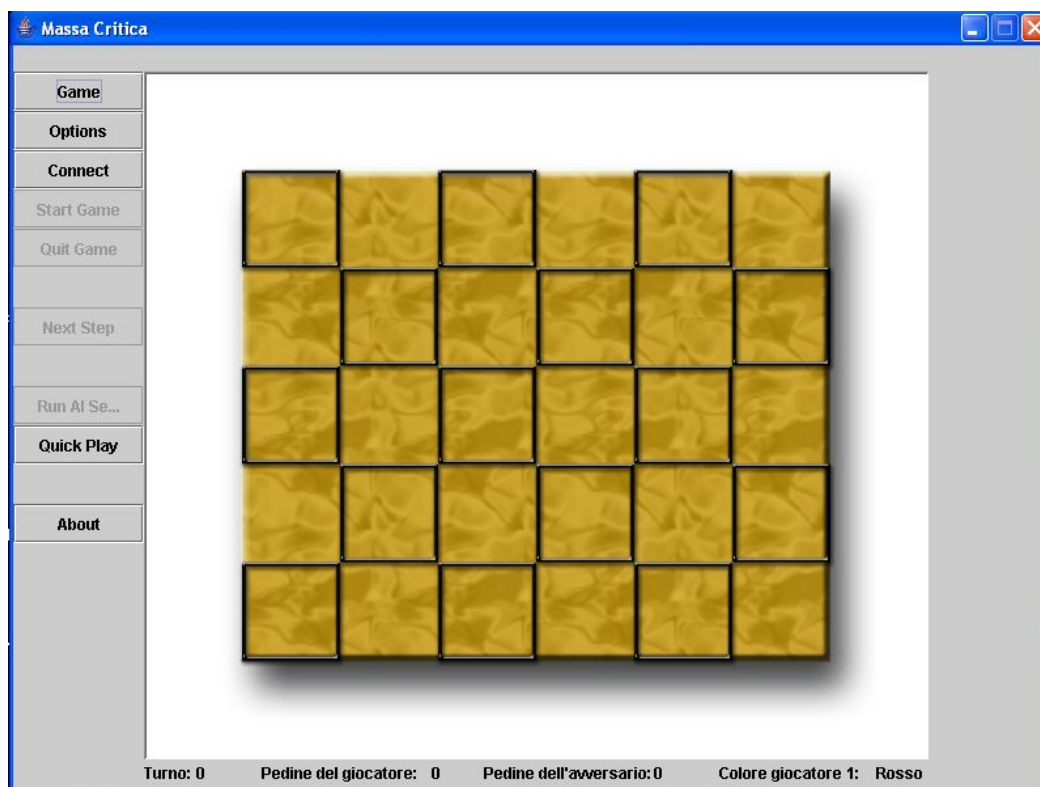 Massa Critica
Game
Options
Connect
Start Game
Quit Game
Next Step
Run AI Se...
Quick Play
About
Turno: 0 Pedine del giocatore: 0 Pedine dell'avversario: 0 Colore giocatore 1: Rosso